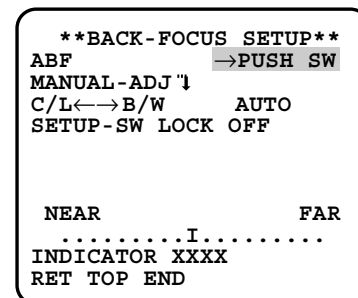 **BACK-FOCUS SETUP**
ABF →PUSH SW
MANUAL-ADJ
C/L←→B/W AUTO
SETUP-SW LOCK OFF
NEAR FAR
.........I.........
INDICATOR XXXX
RET TOP END